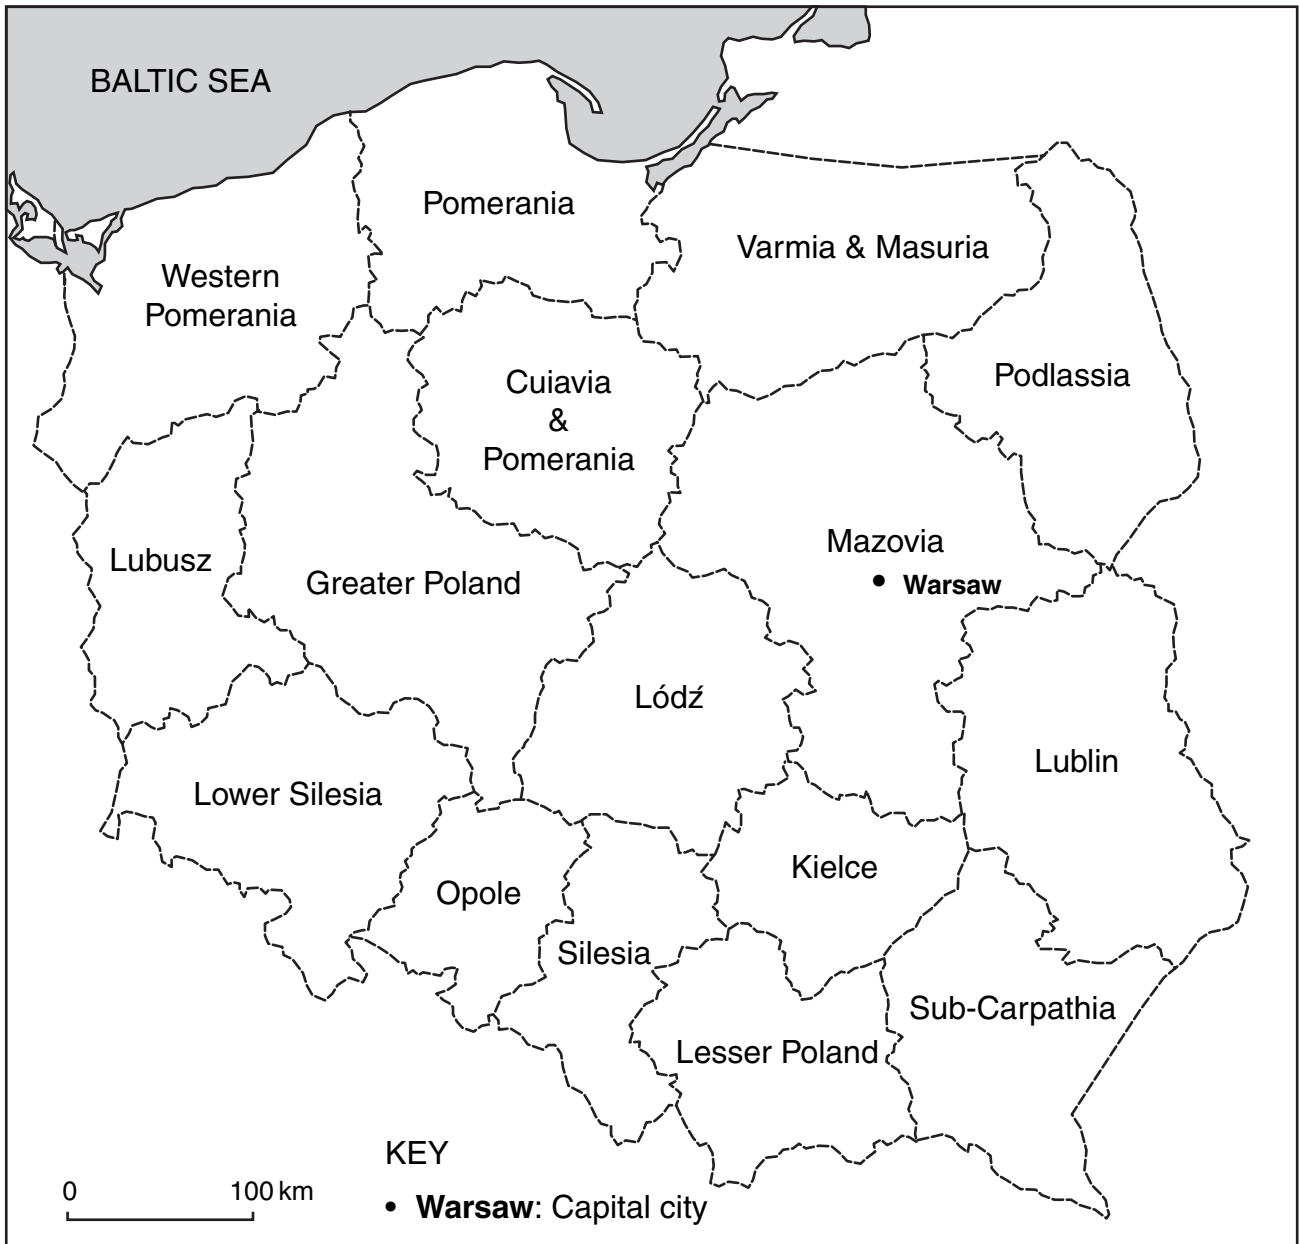 BALTIC SEA
Pomerania
Varmia & Masuria
Western
Pomerania
Podlassia
Cuiavia
&
Pomerania
Mazovia
Warsaw
Lubusz
Greater Poland
Lódź
Lublin
Lower Silesia
Kielce
Opole
Silesia
Sub-Carpathia
Lesser Poland
KEY
0 100 km
• Warsaw: Capital city